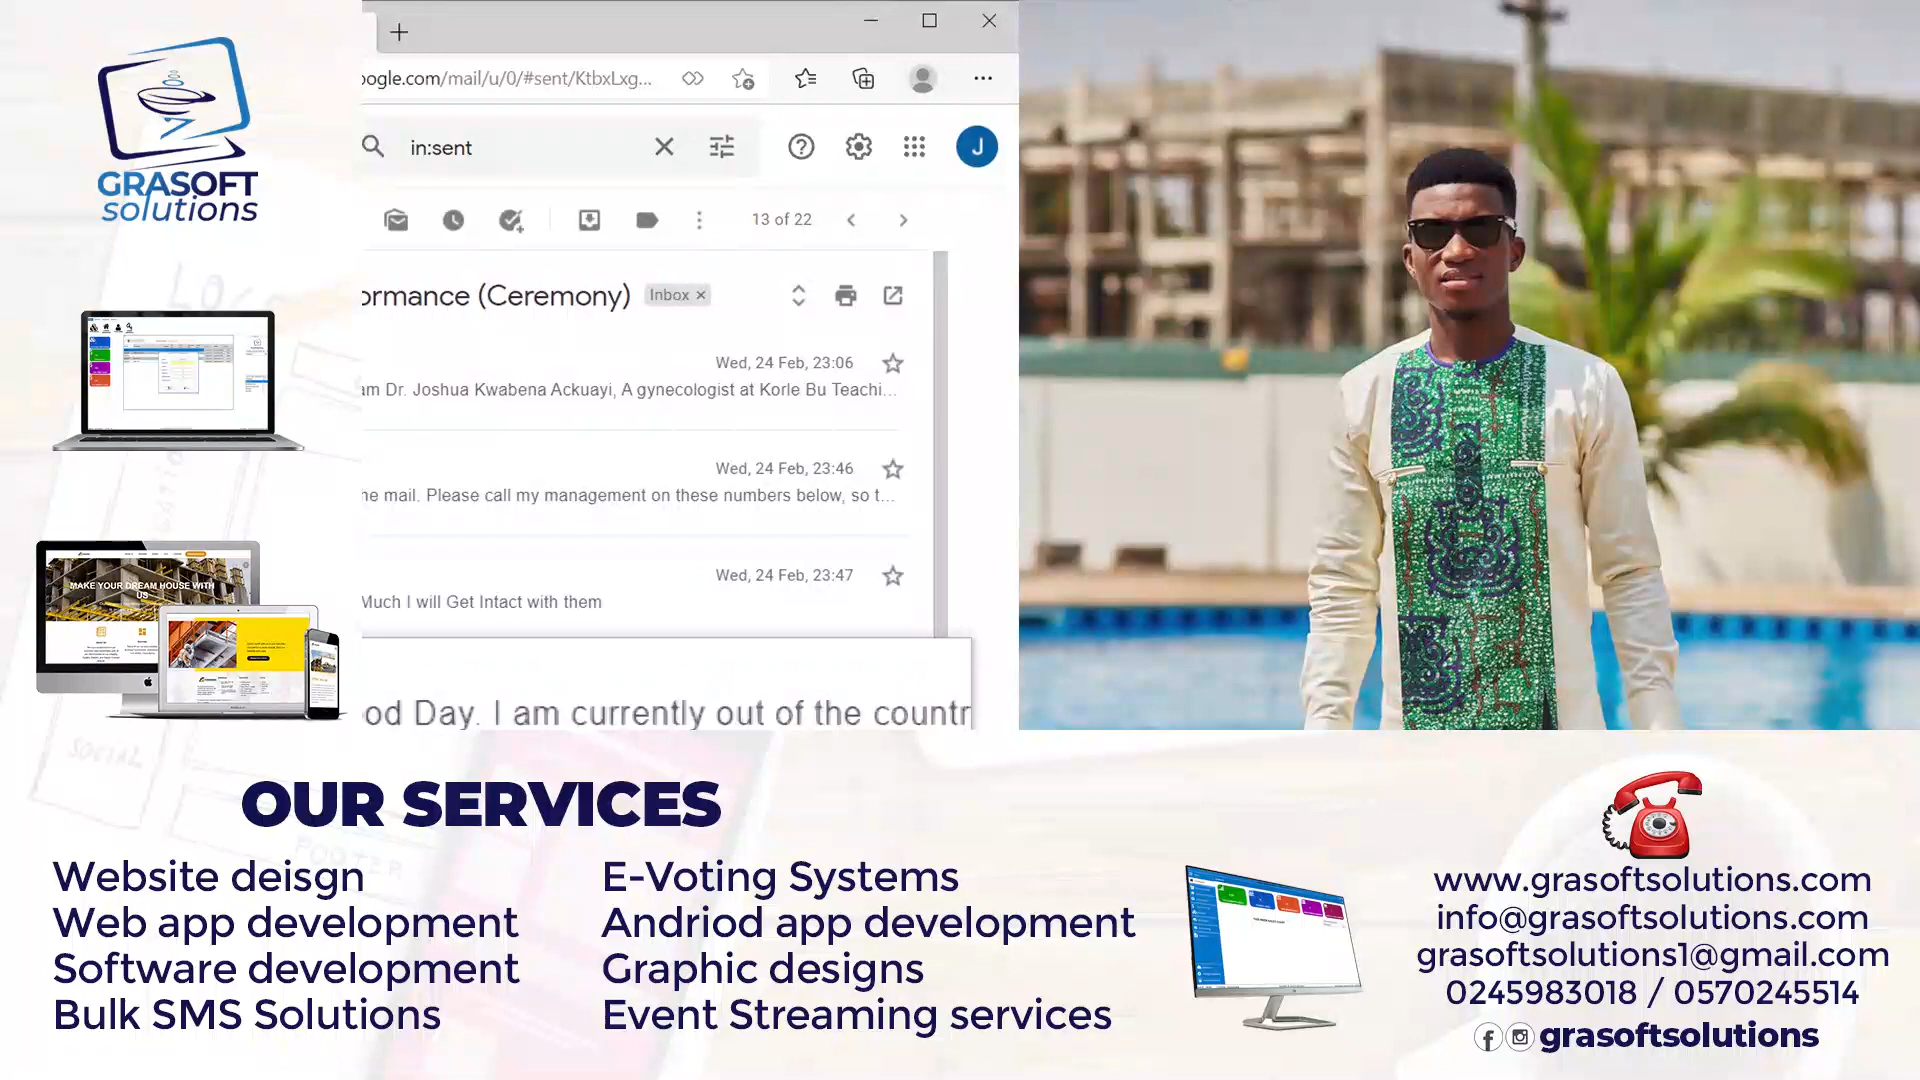 GRASOFT
solutions
oogle.com/mail/u/0/#sent/KtbxLxg...
in:sent
J
13 of 22
ormance (Ceremony)
Inbox ×
Wed, 24 Feb, 23:06
am Dr. Joshua Kwabena Ackuayi, A gynecologist at Korle Bu Teachi...
Wed, 24 Feb, 23:46
he mail. Please call my management on these numbers below, so t...
Wed, 24 Feb, 23:47
Much I will Get Intact with them
MAKE YOUR DREAM HOUSE WITH
US
ood Day. I am currently out of the countr
SOCIAL
FOOTER
OUR SERVICES
Website deisgn
Web app development
Software development
Bulk SMS Solutions
E-Voting Systems
Andriod app development
Graphic designs
Event Streaming services
www.grasoftsolutions.com
info@grasoftsolutions.com
grasoftsolutions1@gmail.com
0245983018 / 0570245514
grasoftsolutions